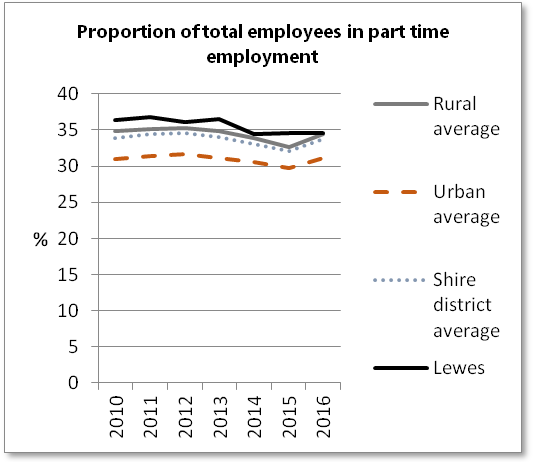 Proportion of total employees in part time
employment
40
35
30
25
20
15
10
5
0
%
2010
2011
2012
2013
2014
2015
2016
Rural
average
Urban
average
Shire
district
average
Lewes